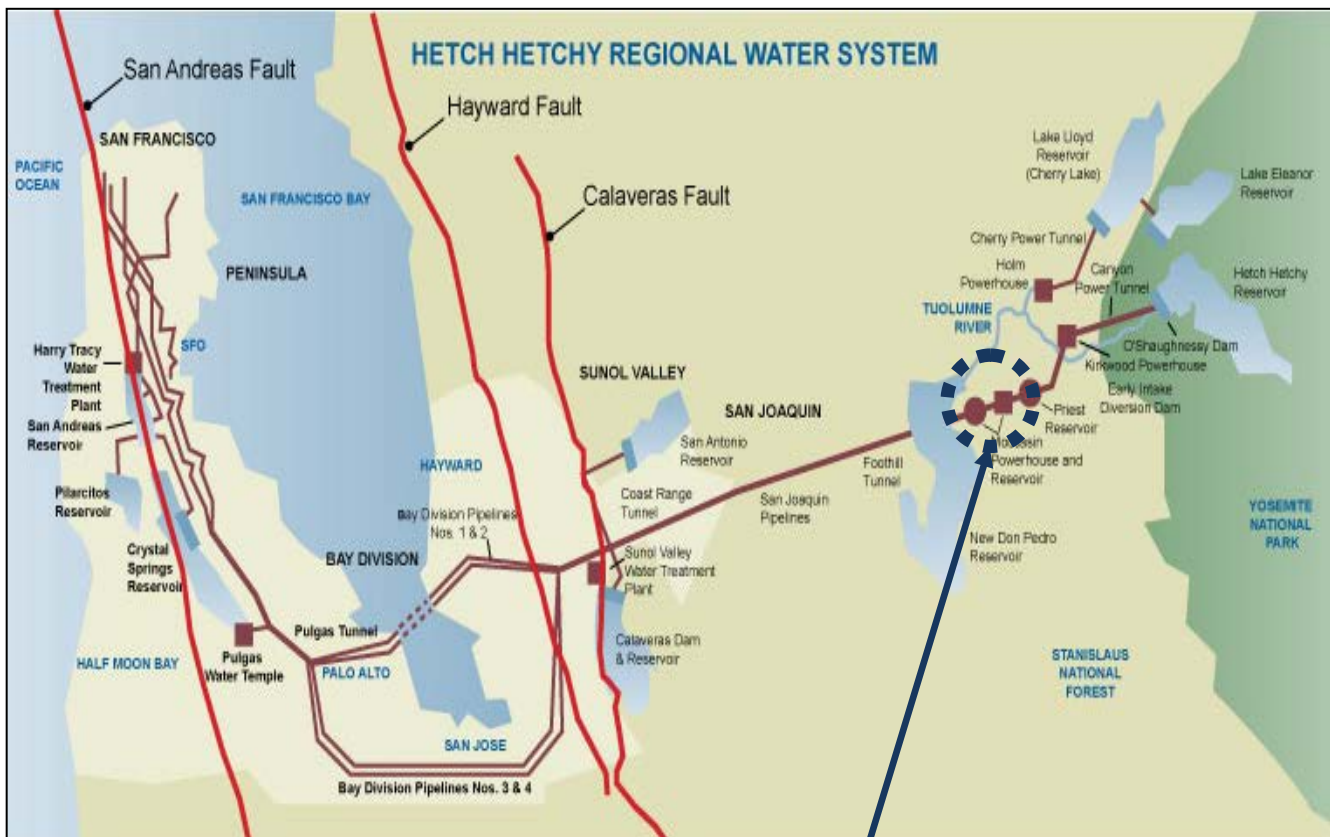 HETCH HETCHY REGIONAL WATER SYSTEM
San Andreas Fault
Hayward Fault
Calaveras Fault
SAN FRANCISCO
PACIFIC
OCEAN
SAN FRANCISCO BAY
PENINSULA
SFO
Harry Tracy
Water
Treatment
Plant
San Andreas
Reservoir
Pilarcitos
Reservoir
Crystal
Springs
Reservoir
HALF MOON BAY
Pulgas
Water Temple
Pulgas Tunnel
PALO ALTO
BAY DIVISION
Bay Division Pipelines
Nos. 1 & 2
HAYWARD
SAN JOSE
Bay Division Pipelines Nos. 3 & 4
SUNOL VALLEY
San Antonio
Reservoir
Coast Range
Tunnel
Sunol Valley
Water Treatment
Plant
Calaveras Dam
& Reservoir
SAN JOAQUIN
San Joaquin
Pipelines
Foothill
Tunnel
New Don Pedro
Reservoir
TUOLUMNE
RIVER
Lake Lloyd
Reservoir
(Cherry Lake)
Lake Eleanor
Reservoir
Cherry Power Tunnel
Holm
Powerhouse
Canyon
Power Tunnel
Hetch Hetchy
Reservoir
O'Shaughnessy Dam
Kirkwood Powerhouse
Early Intake
Diversion Dam
Priest
Reservoir
Powerhouse and
Reservoir
YOSEMITE
NATIONAL
PARK
STANISLAUS
NATIONAL
FOREST